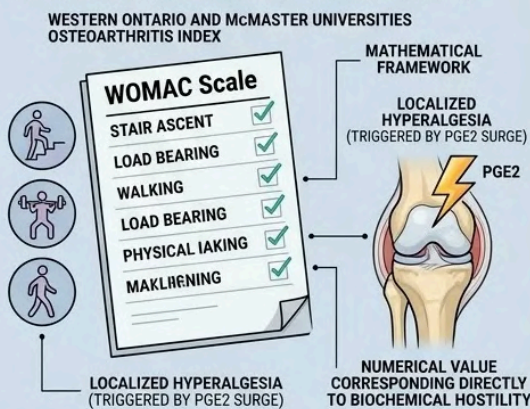 WESTERN ONTARIO AND McMASTER UNIVERSITIES
OSTEOARTHRITIS INDEX
WOMAC Scale
STAIR ASCENT
LOAD BEARING
WALKING
LOAD BEARING
PHYSICAL IAKING
MATHEMATICAL
FRAMEWORK
LOCALIZED
HYPERALGESIA
(TRIGGERED BY PGE2 SURGE)
PGE2
LOCALIZED HYPERALGESIA
(TRIGGERED BY PGE2 SURGE)
NUMERICAL VALUE
CORRESPONDING DIRECTLY
TO BIOCHEMICAL HOSTILITY